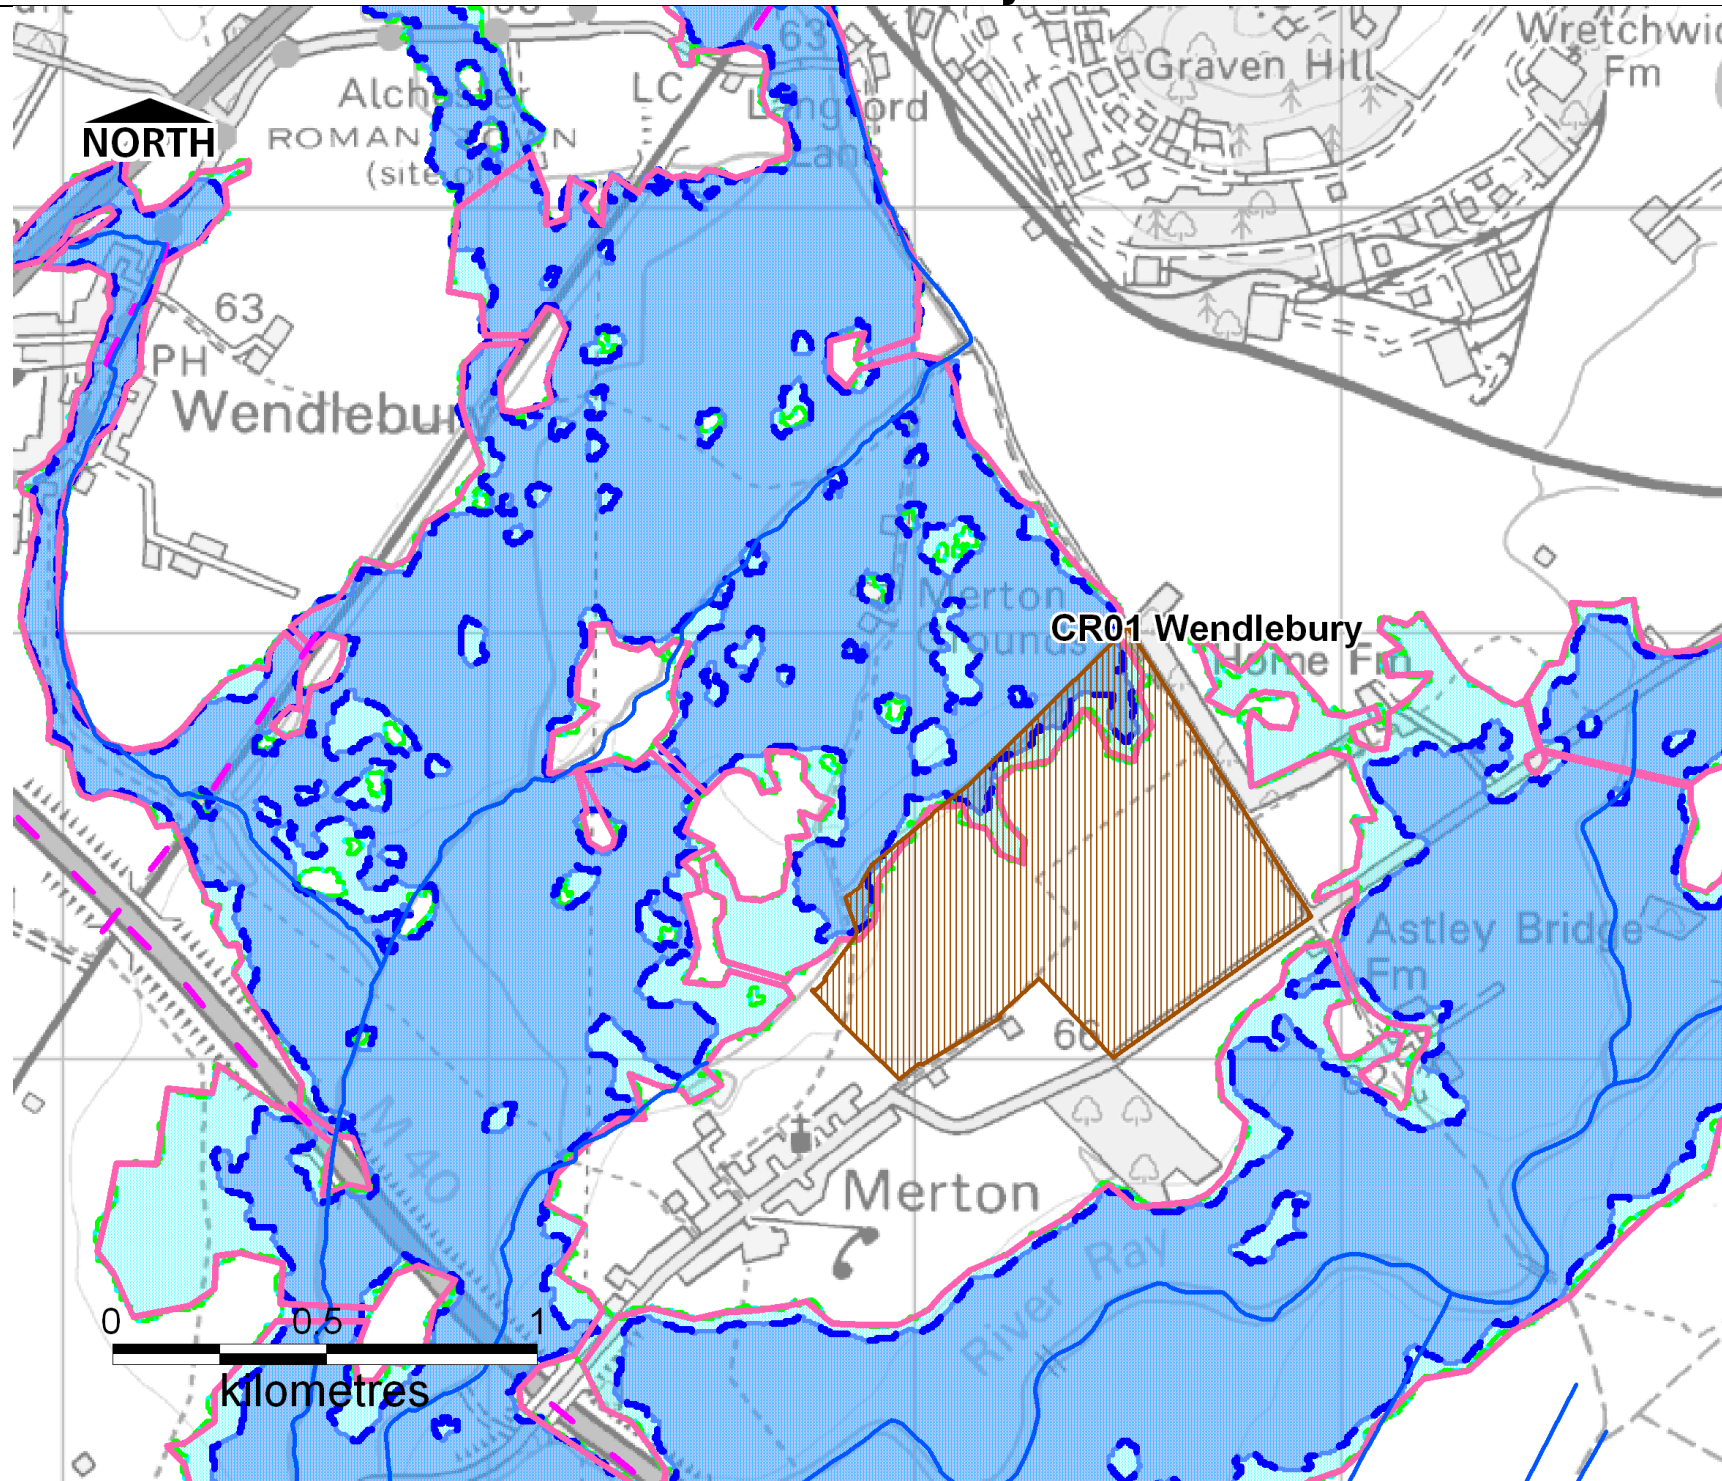 63
Wretchwic
Fm
Graven Hill
LC
Alchester
Langford
Lane
NORTH
ROMAN TOWN
(site of)
63
PH
Wendlebury
Merton
Grounds
CR01 Wendlebury
Home Fm
Astley Bridge
Fm
66
M 40
Merton
River Ray
0 0.5 1
kilometres